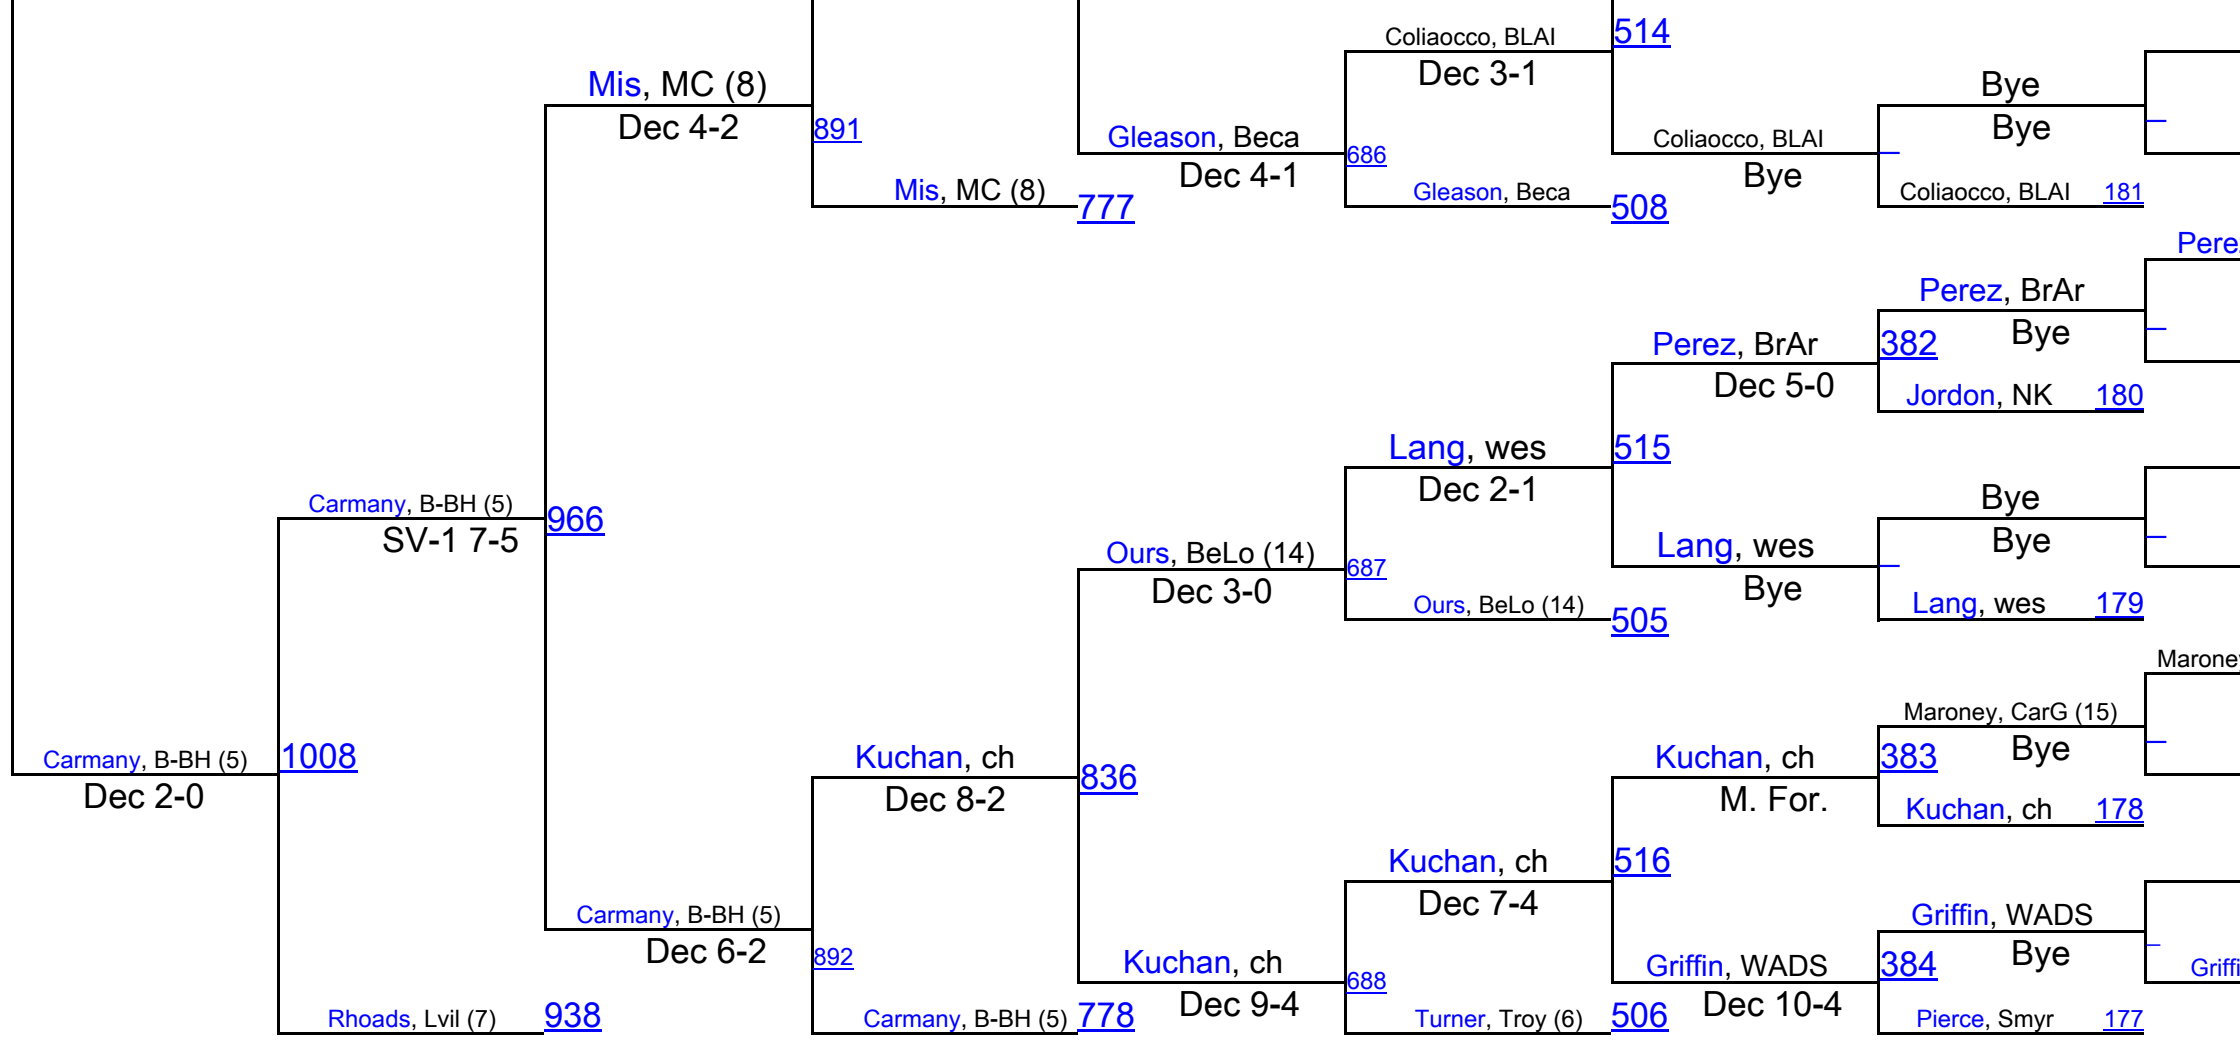 Coliaocco, BLAI
514
Dec 3-1
Mis, MC (8)
Bye
Dec 4-2
891
Gleason, Beca
686
Coliaocco, BLAI
Bye
Dec 4-1
Bye
Mis, MC (8)
777
Gleason, Beca
508
Coliaocco, BLAI 181
Pere
Perez, BrAr
Perez, BrAr
382
Bye
Dec 5-0
Jordon, NK 180
Lang, wes
515
Dec 2-1
Bye
Carmany, B-BH (5)
966
SV-1 7-5
Bye
Ours, BeLo (14)
687
Lang, wes
Dec 3-0
Bye
Ours, BeLo (14)
505
Lang, wes 179
Maroney
Maroney, CarG (15)
Carmany, B-BH (5)
1008
Kuchan, ch
836
Kuchan, ch
383
Bye
Dec 2-0
Dec 8-2
M. For.
Kuchan, ch 178
Kuchan, ch
516
Dec 7-4
Carmany, B-BH (5)
Griffin, WADS
Dec 6-2
892
Bye
Kuchan, ch
688
Griffin, WADS
384
Griffi
Dec 9-4
Dec 10-4
Rhoads, Lvil (7)
938
Carmany, B-BH (5)
778
Turner, Troy (6)
506
Pierce, Smyr 177